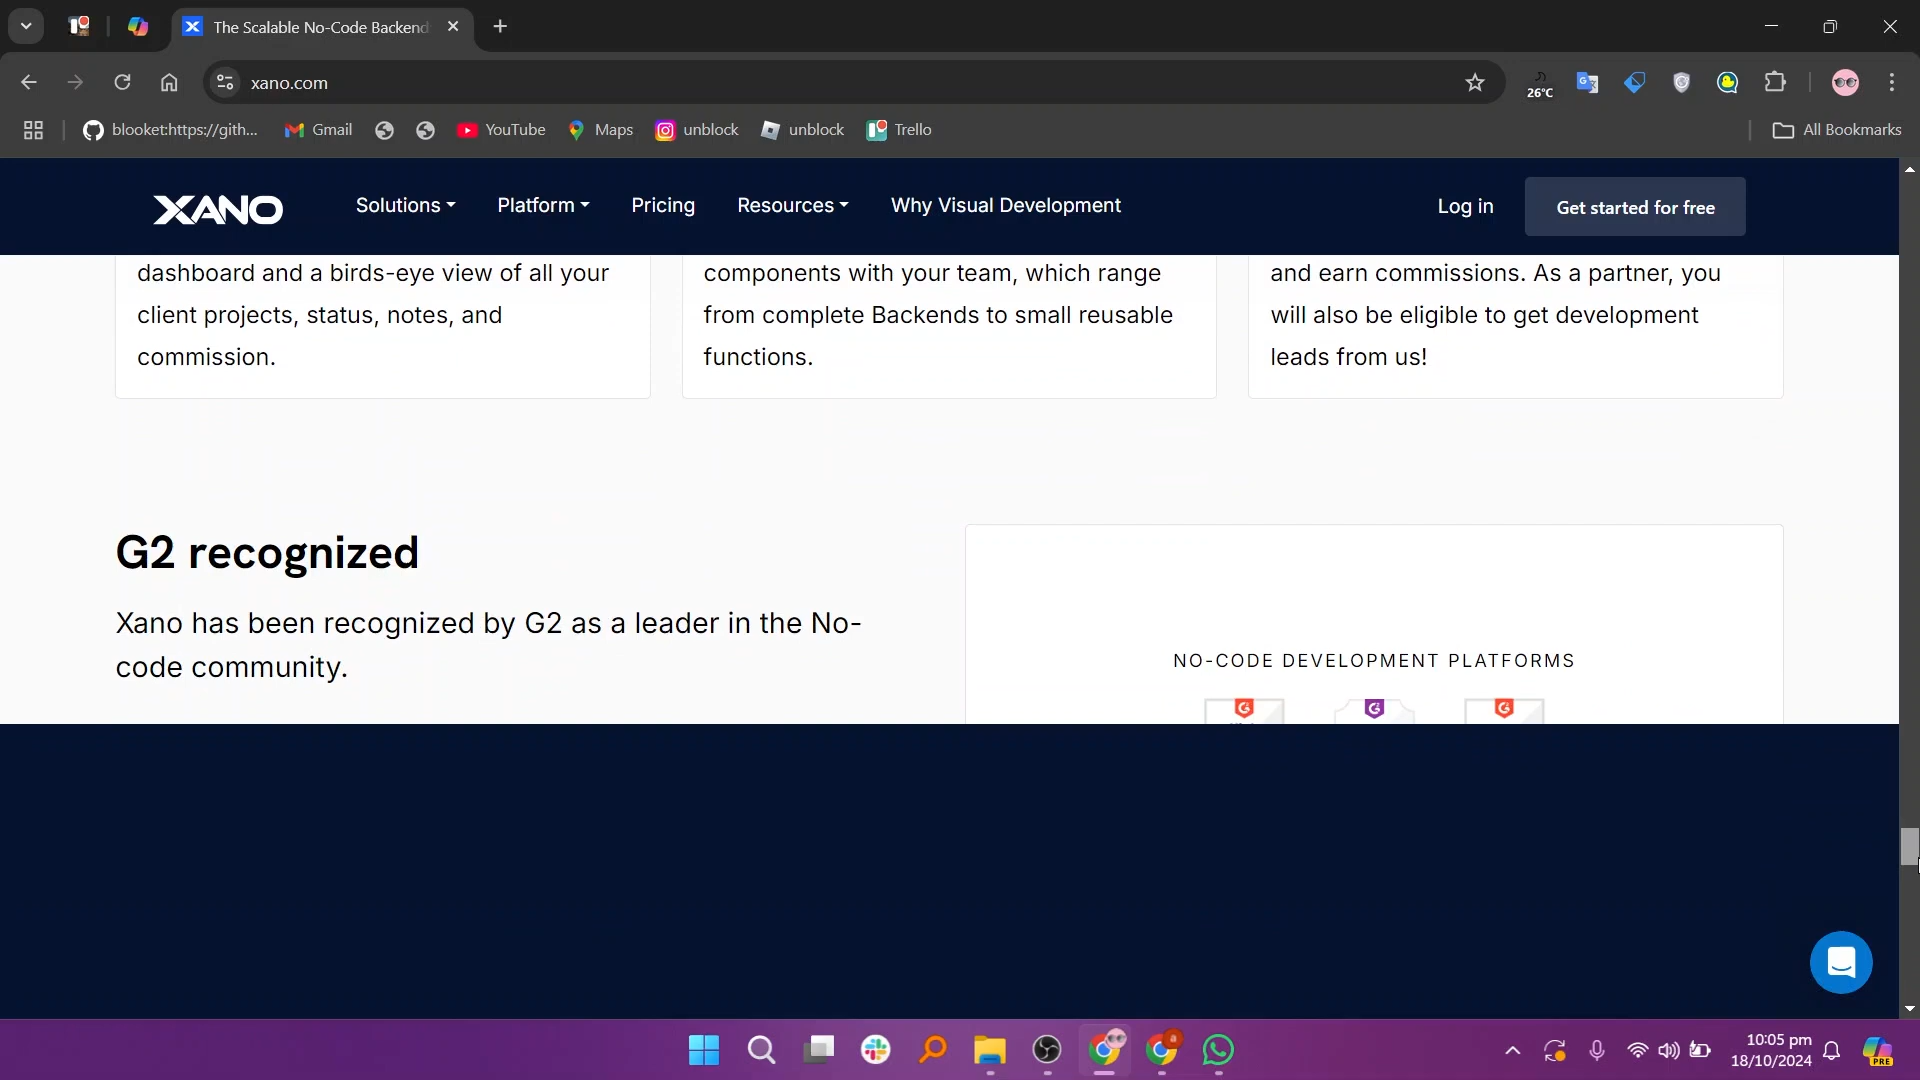 The Scalable No-Code Backend
xano.com
26°C
blooket:https://gith...
Gmail
YouTube
Maps
unblock
unblock
Trello
All Bookmarks
XANO
Solutions
Platform
Pricing
Resources
Why Visual Development
Log in
Get started for free
dashboard and a birds-eye view of all your
client projects, status, notes, and
commission.
components with your team, which range
from complete Backends to small reusable
functions.
and earn commissions. As a partner, you
will also be eligible to get development
leads from us!
G2 recognized
Xano has been recognized by G2 as a leader in the No-
code community.
NO-CODE DEVELOPMENT PLATFORMS
10:05 pm
18/10/2024
PRE